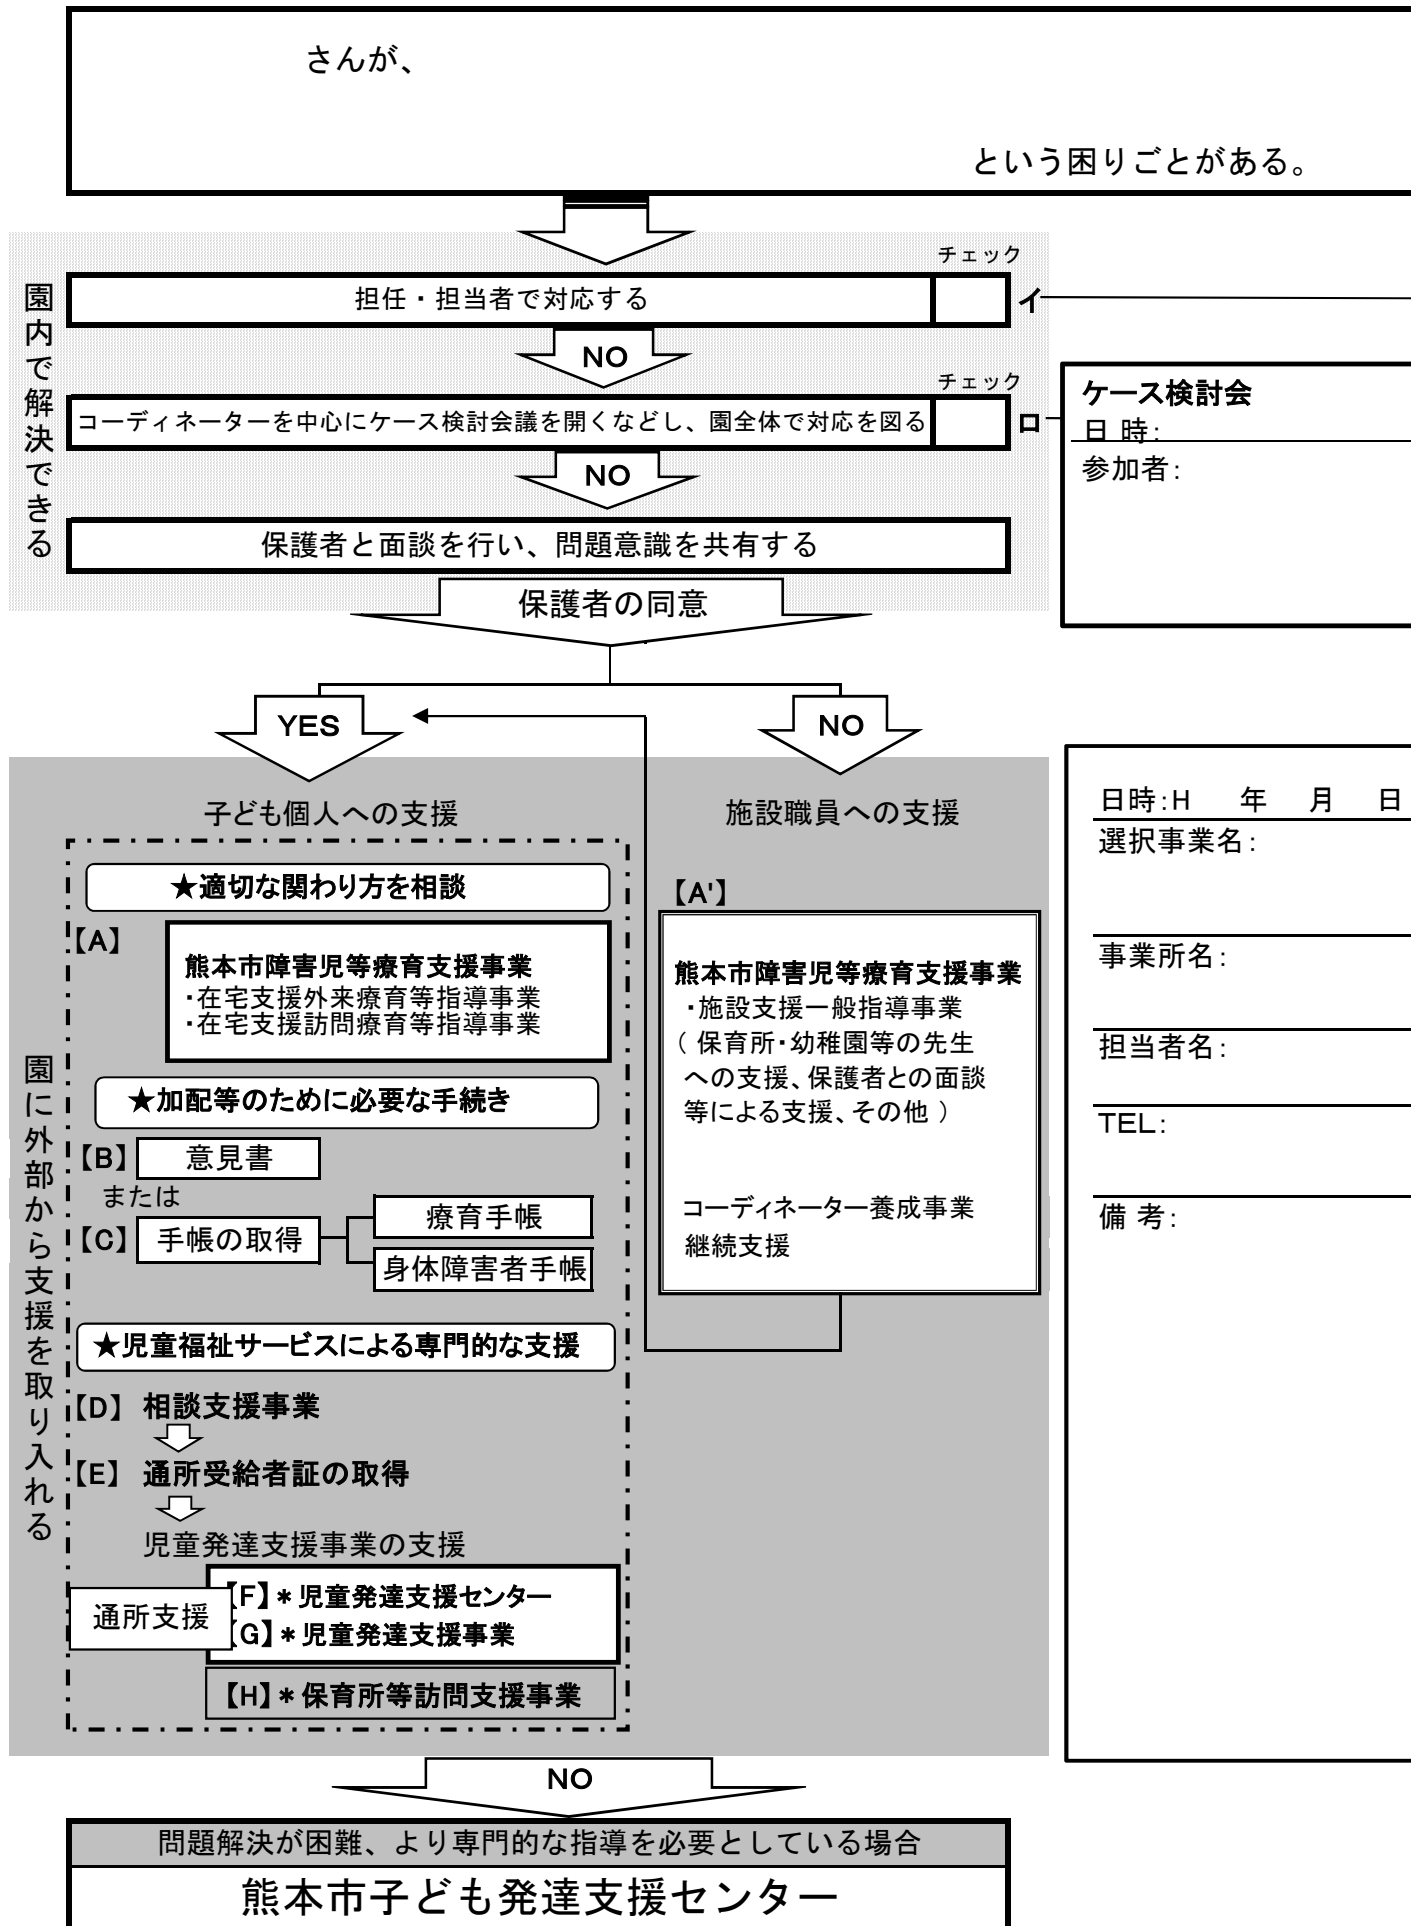 さんが、
という困りごとがある。
園内で解決できる
チェック
担任・担当者で対応する
イ
NO
チェック
コーディネーターを中心にケース検討会議を開くなどし、園全体で対応を図る
ロ
NO
保護者と面談を行い、問題意識を共有する
保護者の同意
ケース検討会
日 時:
参加者:
YES
NO
園に外部から支援を取り入れる
子ども個人への支援
★適切な関わり方を相談
【A】
熊本市障害児等療育支援事業
・在宅支援外来療育等指導事業
・在宅支援訪問療育等指導事業
★加配等のために必要な手続き
【B】 意見書
または
【C】 手帳の取得
療育手帳
身体障害者手帳
★児童福祉サービスによる専門的な支援
【D】 相談支援事業
【E】 通所受給者証の取得
児童発達支援事業の支援
通所支援
【F】*児童発達支援センター
【G】*児童発達支援事業
【H】*保育所等訪問支援事業
施設職員への支援
【A'】
熊本市障害児等療育支援事業
・施設支援一般指導事業
( 保育所・幼稚園等の先生
への支援、保護者との面談
等による支援、その他 )
コーディネーター養成事業
継続支援
日時:H 年 月 日
選択事業名:
事業所名:
担当者名:
TEL:
備 考:
NO
問題解決が困難、より専門的な指導を必要としている場合
熊本市子ども発達支援センター